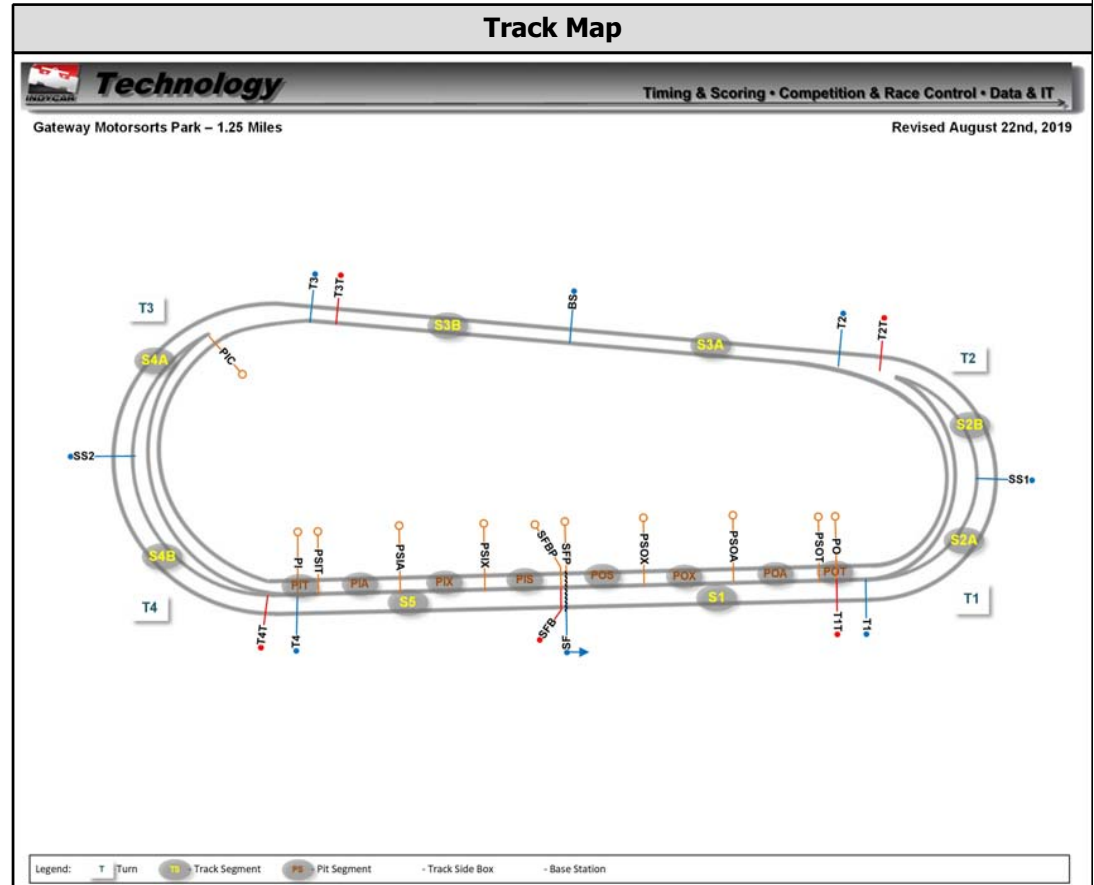 Track Map
INDYCAR Technology
Timing & Scoring • Competition & Race Control • Data & IT
Gateway Motorsorts Park – 1.25 Miles
Revised August 22nd, 2019
T3
T3T
BS
T2
T2T
T3
S3B
S3A
T2
S4A
PIC
S2B
SS2
SS1
S4B
S2A
PI
PSIT
PSIA
PSIX
SFBP
SFP
PSOX
PSOA
PSOT
PO
PIT
PIA
PIX
PIS
POS
POX
POA
POT
S5
S1
T4
T1
T4T
T4
SFB
SF
T1T
T1
Legend: T Turn TS - Track Segment PS - Pit Segment - Track Side Box - Base Station